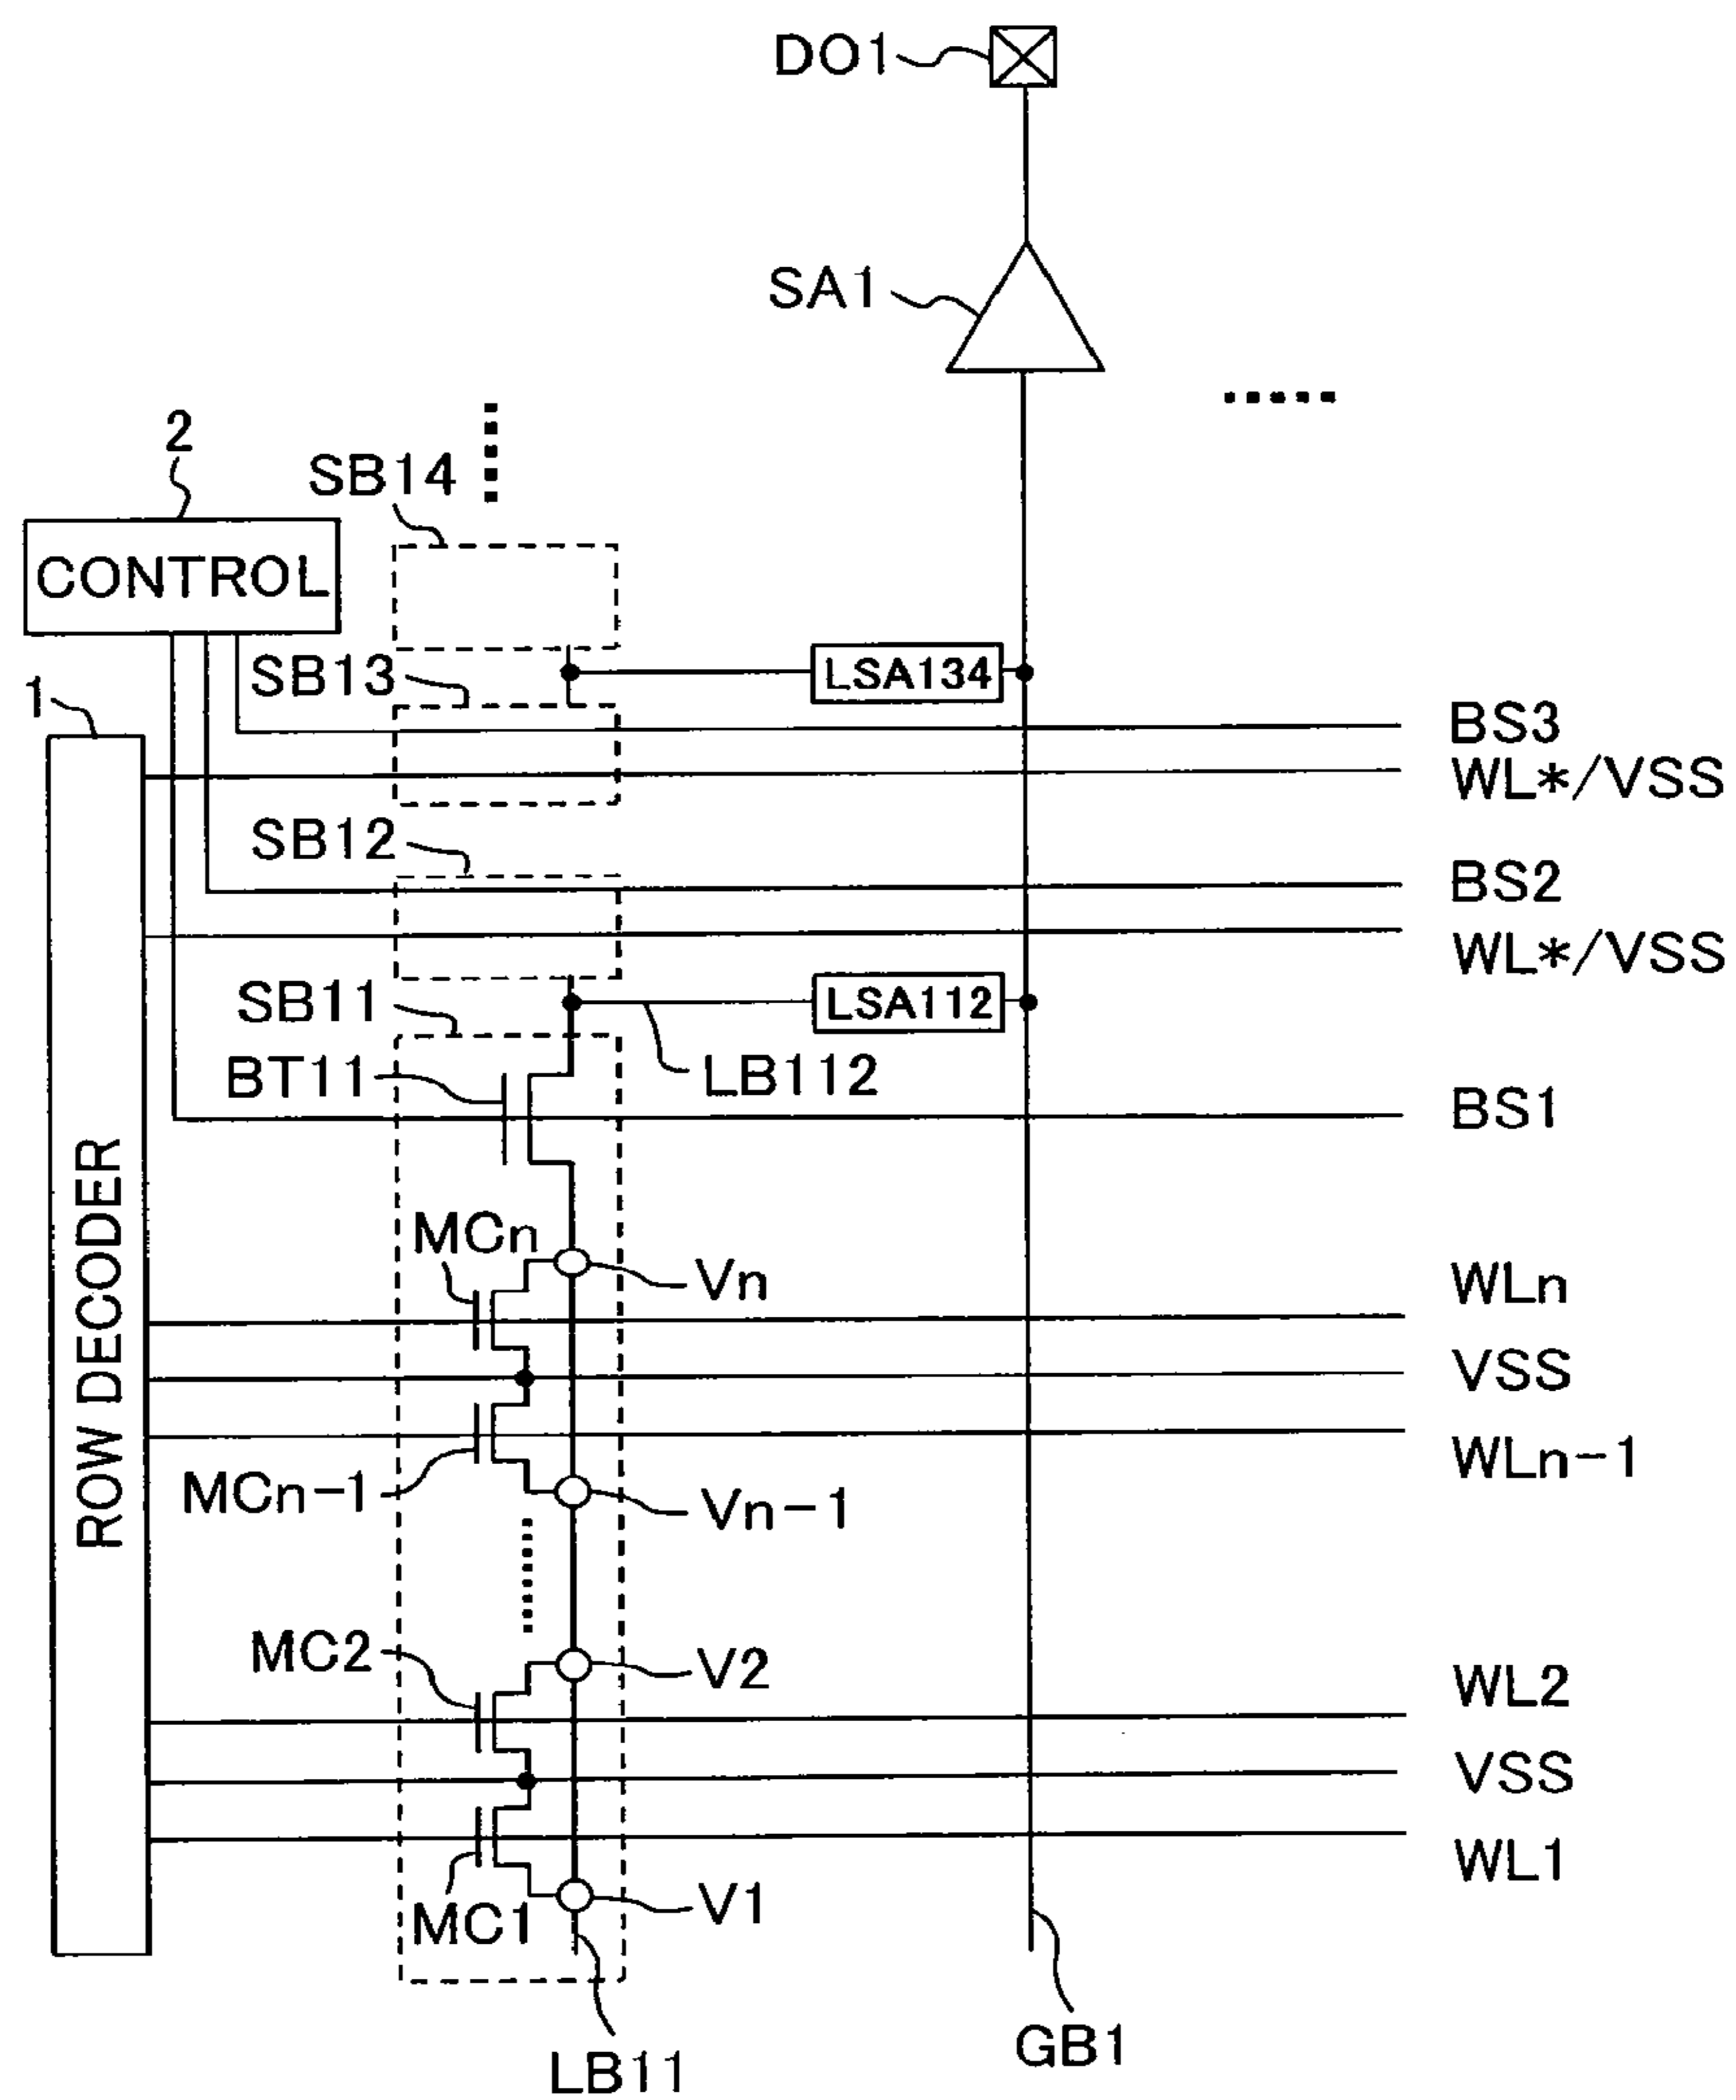 DO1
SA1
2
SB14
CONTROL
SB13
LSA134
1
BS3
WL*/VSS
SB12
BS2
WL*/VSS
SB11
LSA112
BT11
LB112
BS1
ROW DECODER
MCn
Vn
WLn
VSS
MCn-1
Vn-1
WLn-1
MC2
V2
WL2
VSS
MC1
V1
WL1
LB11
GB1